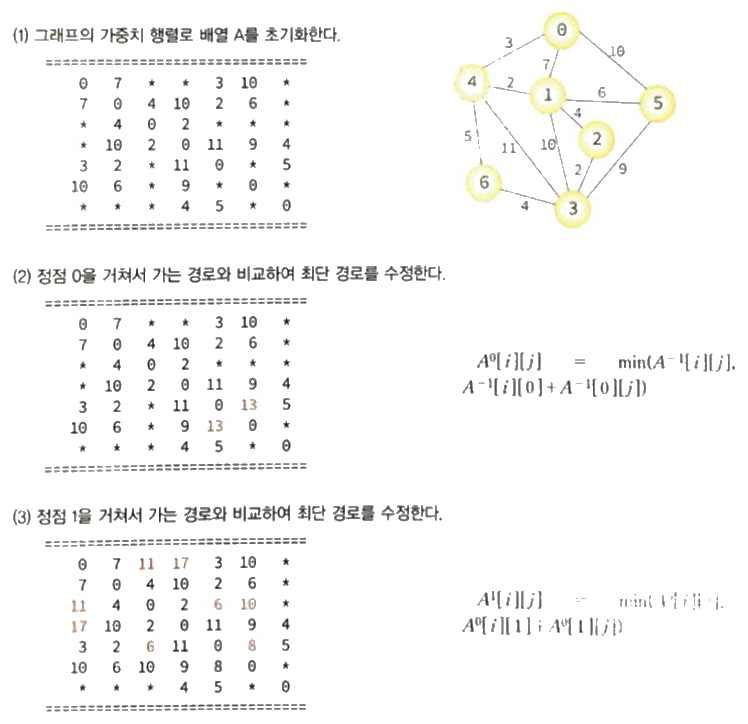 (1) 그래프의 가중치 행렬로 배열 A를 초기화한다.
==================================
0 7 * * 3 10 *
7 0 4 10 2 6 *
* 4 0 2 * * *
* 10 2 0 11 9 4
3 2 * 11 0 * 5
10 6 * 9 * 0 *
* * * 4 5 * 0
==================================
0
3 10
7
4 2 1 6 5
4
5 11 10 2
2 9
6 4 3
(2) 정점 0을 거쳐서 가는 경로와 비교하여 최단 경로를 수정한다.
==================================
0 7 * * 3 10 *
7 0 4 10 2 6 *
* 4 0 2 * * *
* 10 2 0 11 9 4
3 2 * 11 0 13 5
10 6 * 9 13 0 *
* * * 4 5 * 0
==================================
A⁰[i][j] = min(A⁻¹[i][j],
A⁻¹[i][0]+A⁻¹[0][j])
(3) 정점 1을 거쳐서 가는 경로와 비교하여 최단 경로를 수정한다.
==================================
0 7 11 17 3 10 *
7 0 4 10 2 6 *
11 4 0 2 6 10 *
17 10 2 0 11 9 4
3 2 6 11 0 8 5
10 6 10 9 8 0 *
* * * 4 5 * 0
==================================
A¹[i][j] = min(A⁰[i][j],
A⁰[i][1]+A⁰[1][j])